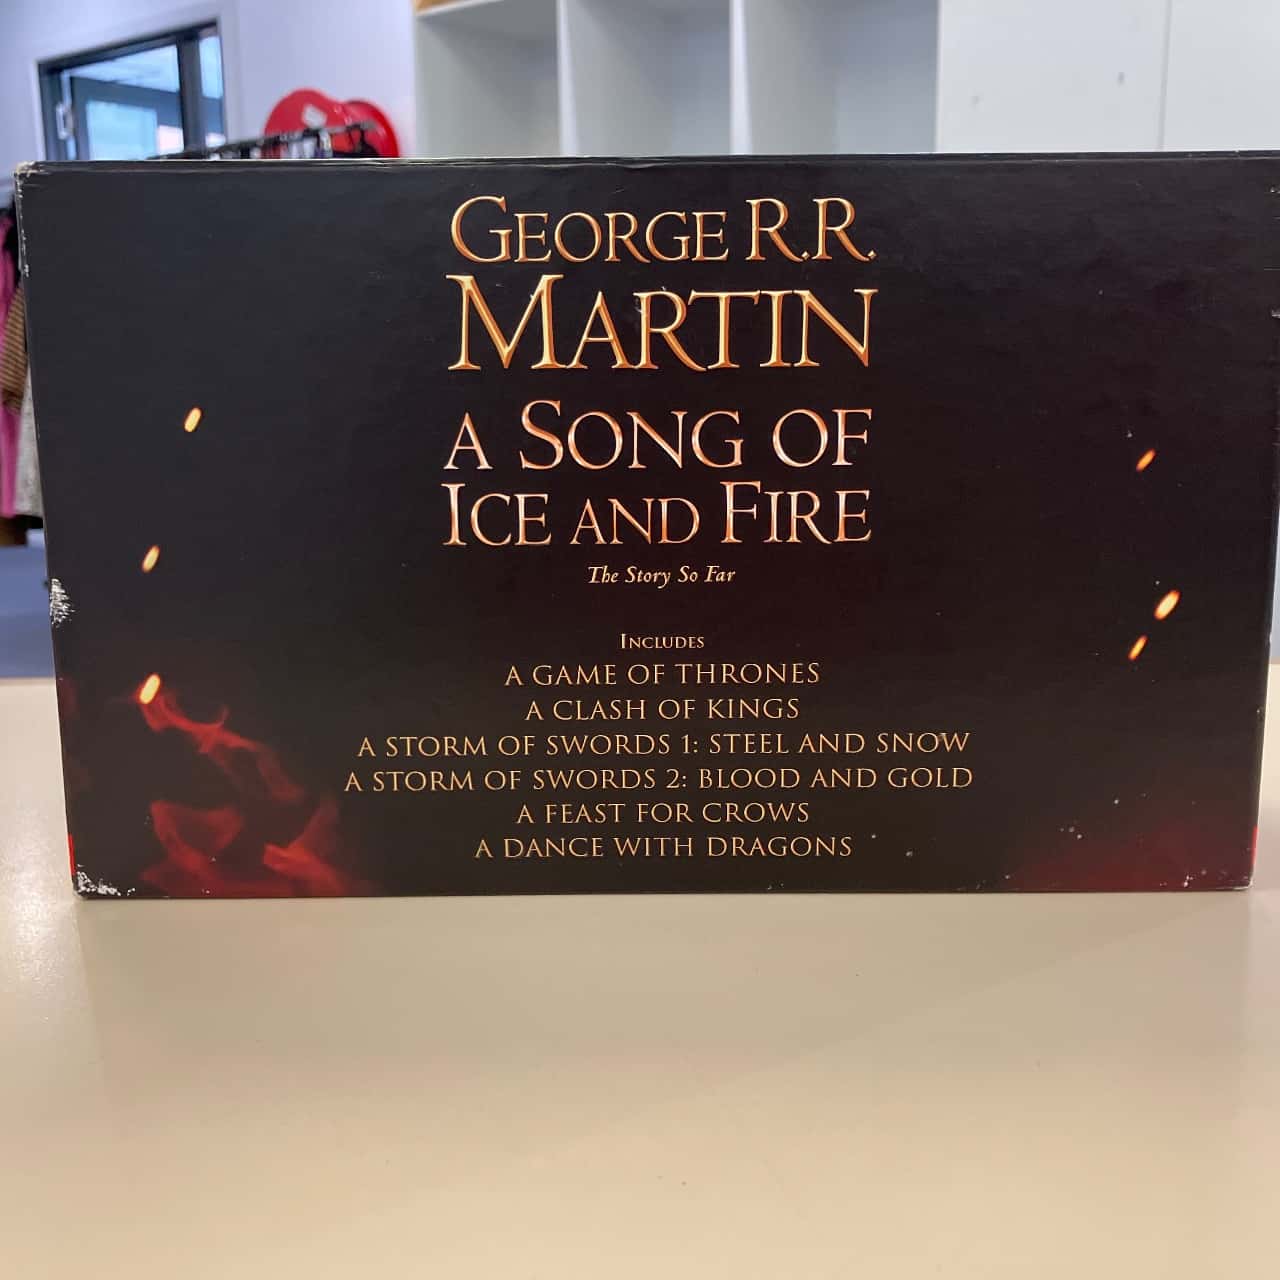 GEORGE R.R.
MARTIN
A SONG OF
ICE AND FIRE
The Story So Far
INCLUDES
A GAME OF THRONES
A CLASH OF KINGS
A STORM OF SWORDS 1: STEEL AND SNOW
A STORM OF SWORDS 2: BLOOD AND GOLD
A FEAST FOR CROWS
A DANCE WITH DRAGONS